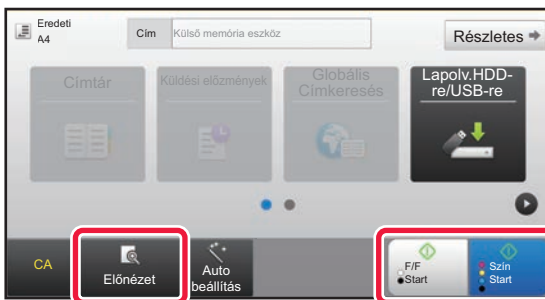 Eredeti
A4
Cím
Külső memória eszköz
Részletes
Címtár
Küldési előzmények
Globális
Címkeresés
Lapolv.HDD-
re/USB-re
CA
Előnézet
Auto
beállítás
F/F
Start
Szín
Start